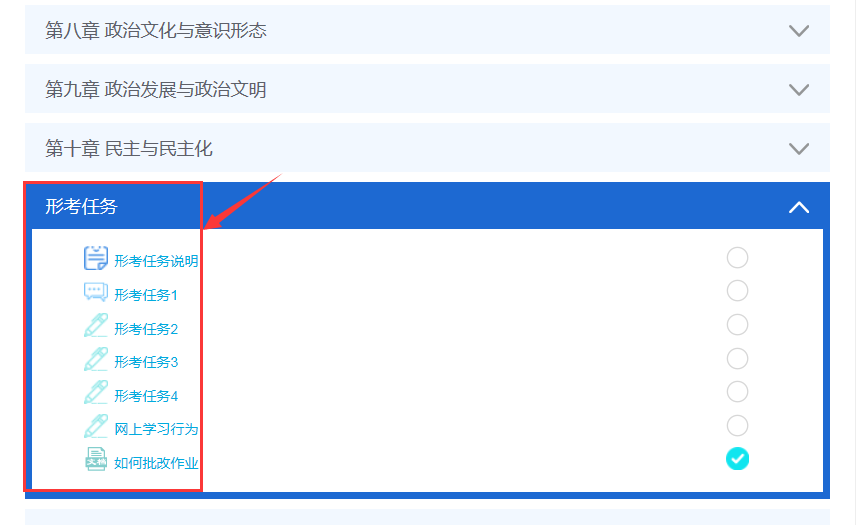 第八章 政治文化与意识形态
第九章 政治发展与政治文明
第十章 民主与民主化
形考任务
形考任务说明
形考任务1
形考任务2
形考任务3
形考任务4
网上学习行为
如何批改作业